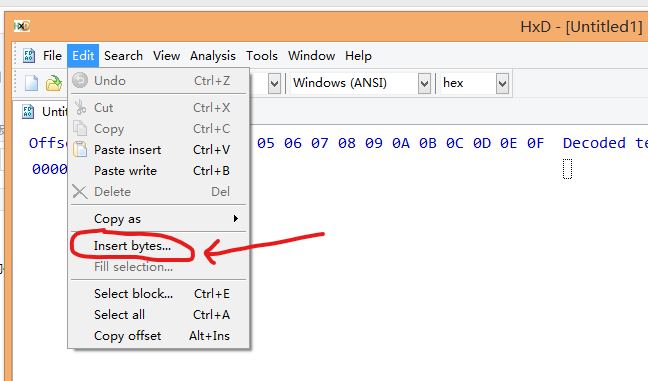 HxD - [Untitled1]
File Edit Search View Analysis Tools Window Help
Windows (ANSI) hex
Undo Ctrl+Z
Cut Ctrl+X
Copy Ctrl+C
Paste insert Ctrl+V
Paste write Ctrl+B
Delete Del
Copy as
Insert bytes...
Fill selection...
Select block... Ctrl+E
Select all Ctrl+A
Copy offset Alt+Ins
05 06 07 08 09 0A 0B 0C 0D 0E 0F Decoded te
0000